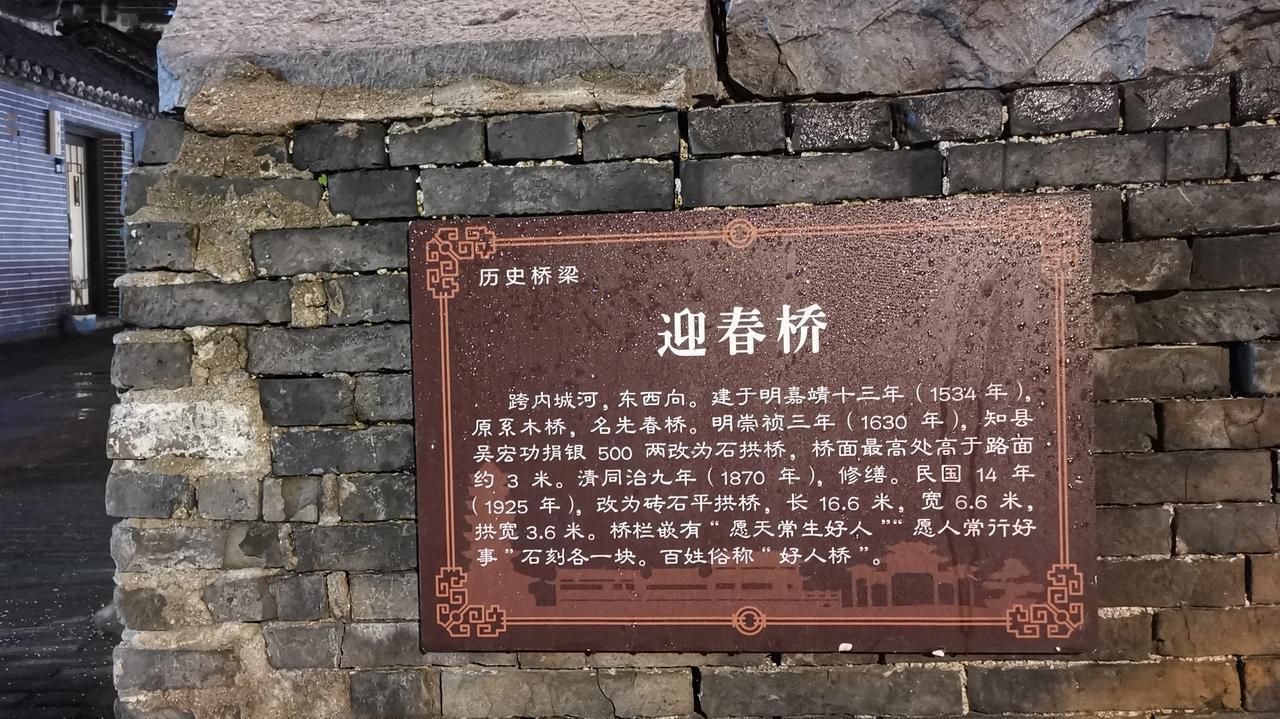 历史桥梁
迎春桥
跨内城河，东西向。建于明嘉靖十三年（1534 年），
原系木桥，名先春桥。明崇祯三年（1630 年），知县
吴宏功捐银 500 两改为石拱桥，桥面最高处高于路面
约 3 米。清同治九年（1870 年），修缮。民国 14 年
（1925 年），改为砖石平拱桥，长 16.6 米，宽 6.6 米，
拱宽 3.6 米。桥栏嵌有“愿天常生好人”“愿人常行好
事”石刻各一块。百姓俗称“好人桥”。